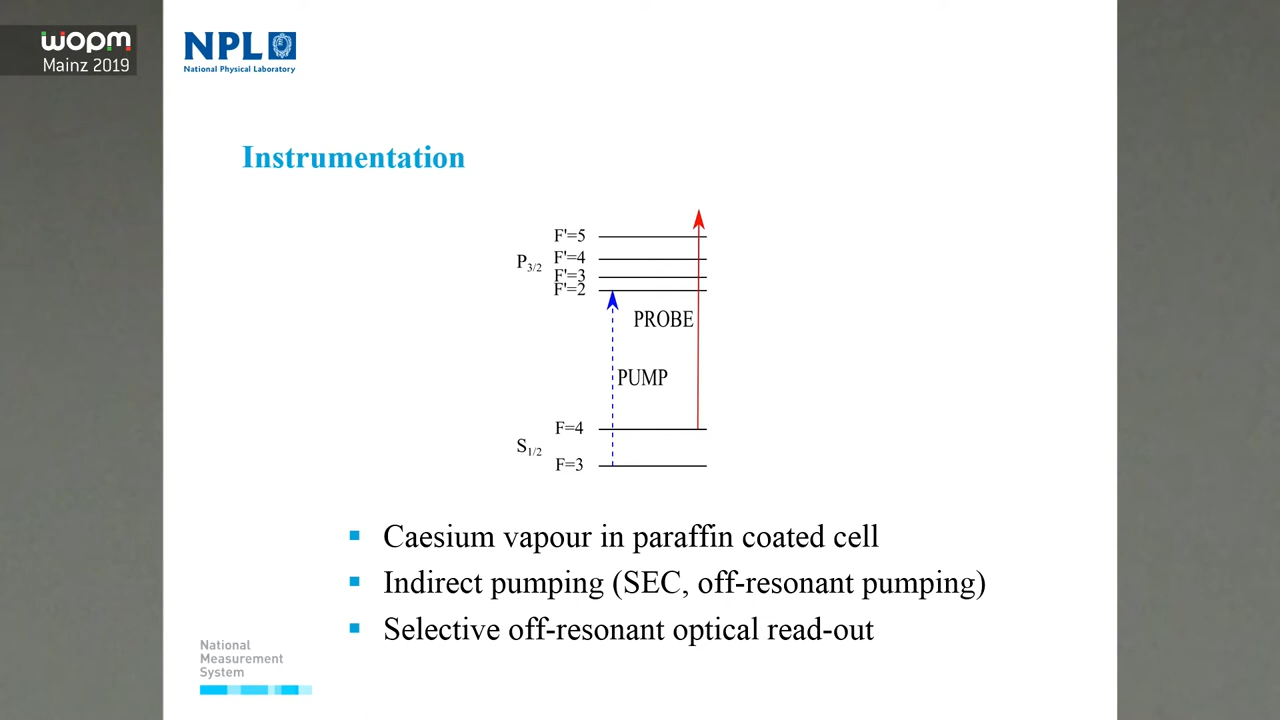 wopm
Mainz 2019
NPL
National Physical Laboratory
Instrumentation
F'=5
F'=4
P3/2
F'=3
F'=2
PROBE
PUMP
F=4
S1/2
F=3
Caesium vapour in paraffin coated cell
Indirect pumping (SEC, off-resonant pumping)
Selective off-resonant optical read-out
National
Measurement
System